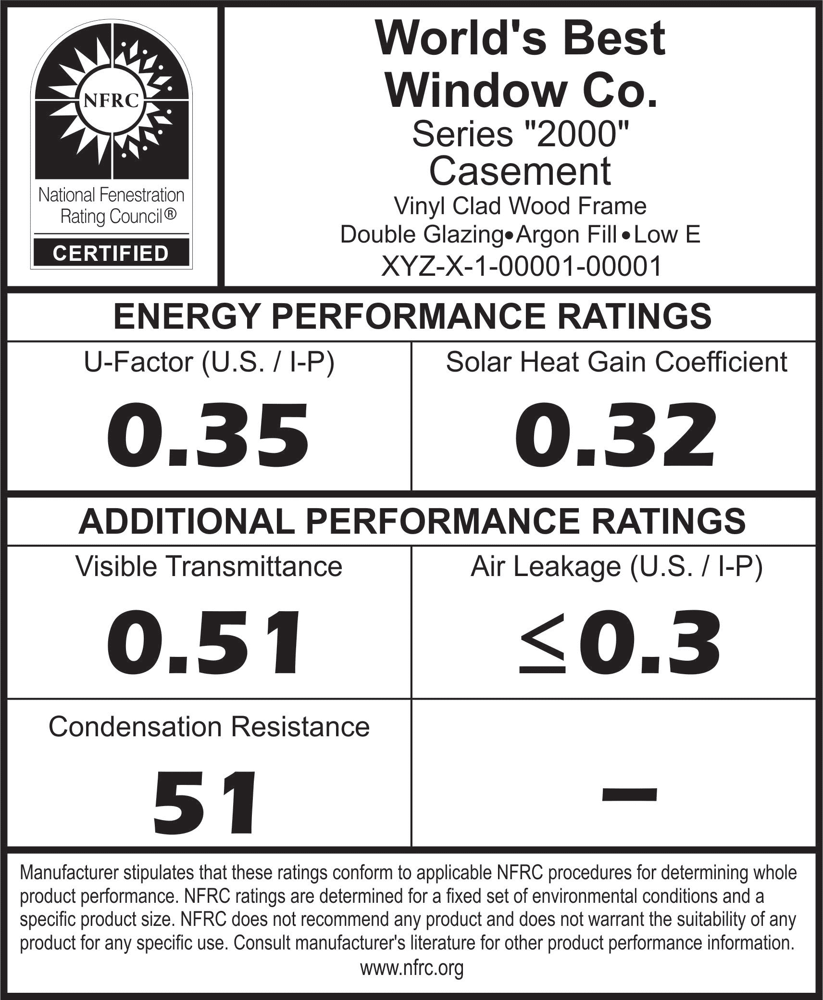 NFRC
National Fenestration
Rating Council®
CERTIFIED
World's Best
Window Co.
Series "2000"
Casement
Vinyl Clad Wood Frame
Double Glazing•Argon Fill•Low E
XYZ-X-1-00001-00001
ENERGY PERFORMANCE RATINGS
U-Factor (U.S. / I-P)
0.35
Solar Heat Gain Coefficient
0.32
ADDITIONAL PERFORMANCE RATINGS
Visible Transmittance
0.51
Air Leakage (U.S. / I-P)
≤0.3
Condensation Resistance
51
–
Manufacturer stipulates that these ratings conform to applicable NFRC procedures for determining whole
product performance. NFRC ratings are determined for a fixed set of environmental conditions and a
specific product size. NFRC does not recommend any product and does not warrant the suitability of any
product for any specific use. Consult manufacturer's literature for other product performance information.
www.nfrc.org